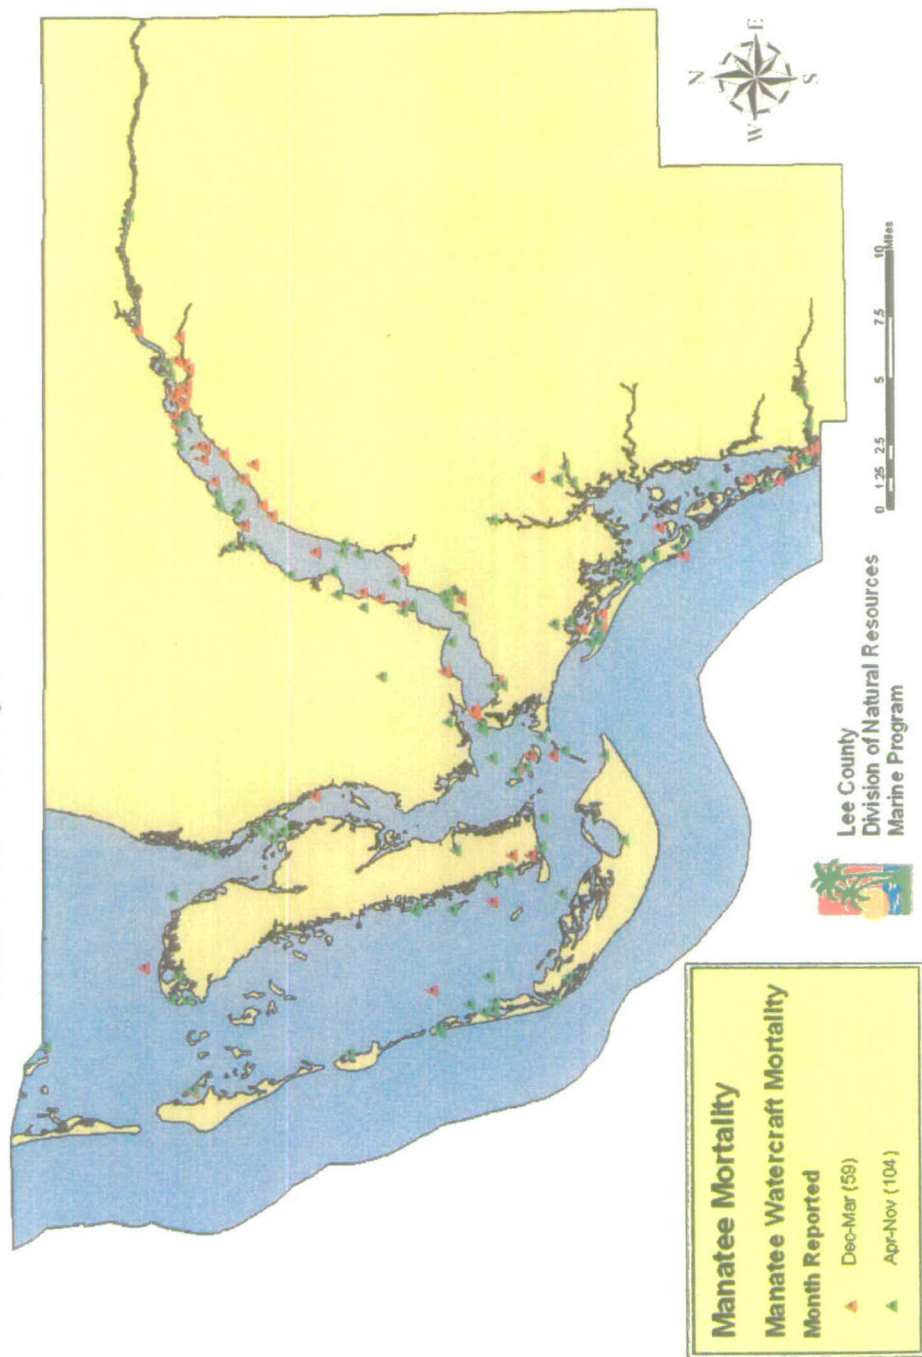 N
W
E
S
0
1.25
2.5
5
7.5
10
Miles
Lee County
Division of Natural Resources
Marine Program
Manatee Mortality
Manatee Watercraft Mortality
Month Reported
Dec-Mar (59)
Apr-Nov (104)